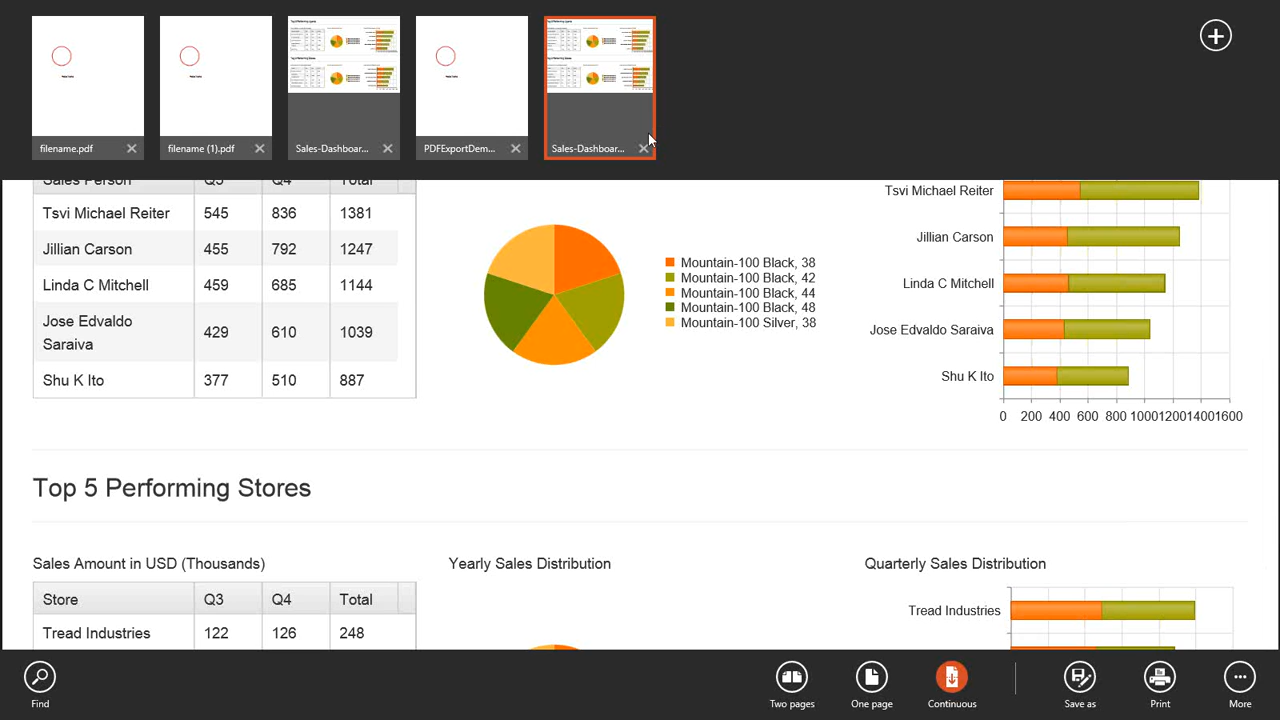 filename.pdf
filename (1).pdf
Sales-Dashboar...
PDFExportDem...
Sales-Dashboar...
Sales Person Q3 Q4 Total
Tsvi Michael Reiter 545 836 1381
Jillian Carson 455 792 1247
Linda C Mitchell 459 685 1144
Jose Edvaldo
Saraiva 429 610 1039
Shu K Ito 377 510 887
Mountain-100 Black, 38
Mountain-100 Black, 42
Mountain-100 Black, 44
Mountain-100 Black, 48
Mountain-100 Silver, 38
Tsvi Michael Reiter
Jillian Carson
Linda C Mitchell
Jose Edvaldo Saraiva
Shu K Ito
0 200 400 600 800 1000 1200 1400 1600
Top 5 Performing Stores
Sales Amount in USD (Thousands)
Store Q3 Q4 Total
Tread Industries 122 126 248
Yearly Sales Distribution
Quarterly Sales Distribution
Tread Industries
Find
Two pages
One page
Continuous
Save as
Print
More